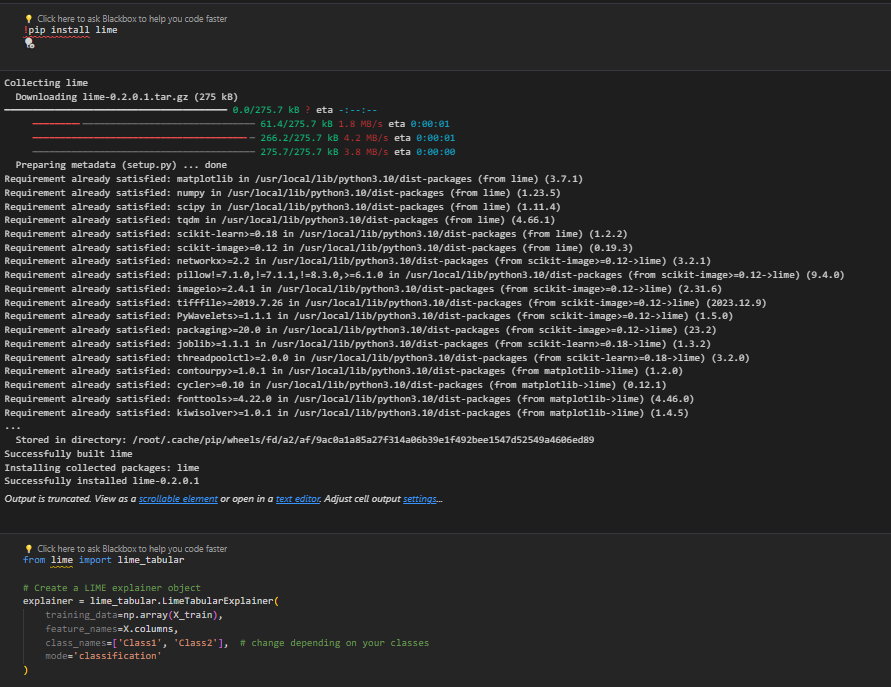 Click here to ask Blackbox to help you code faster
!pip install lime
Collecting lime
Downloading lime-0.2.0.1.tar.gz (275 kB)
0.0/275.7 kB ? eta -:--:--
61.4/275.7 kB 1.8 MB/s eta 0:00:01
266.2/275.7 kB 4.2 MB/s eta 0:00:01
275.7/275.7 kB 3.8 MB/s eta 0:00:00
Preparing metadata (setup.py) ... done
Requirement already satisfied: matplotlib in /usr/local/lib/python3.10/dist-packages (from lime) (3.7.1)
Requirement already satisfied: numpy in /usr/local/lib/python3.10/dist-packages (from lime) (1.23.5)
Requirement already satisfied: scipy in /usr/local/lib/python3.10/dist-packages (from lime) (1.11.4)
Requirement already satisfied: tqdm in /usr/local/lib/python3.10/dist-packages (from lime) (4.66.1)
Requirement already satisfied: scikit-learn>=0.18 in /usr/local/lib/python3.10/dist-packages (from lime) (1.2.2)
Requirement already satisfied: scikit-image>=0.12 in /usr/local/lib/python3.10/dist-packages (from lime) (0.19.3)
Requirement already satisfied: networkx>=2.2 in /usr/local/lib/python3.10/dist-packages (from scikit-image>=0.12->lime) (3.2.1)
Requirement already satisfied: pillow!=7.1.0,!=7.1.1,!=8.3.0,>=6.1.0 in /usr/local/lib/python3.10/dist-packages (from scikit-image>=0.12->lime) (9.4.0)
Requirement already satisfied: imageio>=2.4.1 in /usr/local/lib/python3.10/dist-packages (from scikit-image>=0.12->lime) (2.31.6)
Requirement already satisfied: tifffile>=2019.7.26 in /usr/local/lib/python3.10/dist-packages (from scikit-image>=0.12->lime) (2023.12.9)
Requirement already satisfied: PyWavelets>=1.1.1 in /usr/local/lib/python3.10/dist-packages (from scikit-image>=0.12->lime) (1.5.0)
Requirement already satisfied: packaging>=20.0 in /usr/local/lib/python3.10/dist-packages (from scikit-image>=0.12->lime) (23.2)
Requirement already satisfied: joblib>=1.1.1 in /usr/local/lib/python3.10/dist-packages (from scikit-learn>=0.18->lime) (1.3.2)
Requirement already satisfied: threadpoolctl>=2.0.0 in /usr/local/lib/python3.10/dist-packages (from scikit-learn>=0.18->lime) (3.2.0)
Requirement already satisfied: contourpy>=1.0.1 in /usr/local/lib/python3.10/dist-packages (from matplotlib->lime) (1.2.0)
Requirement already satisfied: cycler>=0.10 in /usr/local/lib/python3.10/dist-packages (from matplotlib->lime) (0.12.1)
Requirement already satisfied: fonttools>=4.22.0 in /usr/local/lib/python3.10/dist-packages (from matplotlib->lime) (4.46.0)
Requirement already satisfied: kiwisolver>=1.0.1 in /usr/local/lib/python3.10/dist-packages (from matplotlib->lime) (1.4.5)
...
Stored in directory: /root/.cache/pip/wheels/fd/a2/af/9ac0a1a85a27f314a06b39e1f492bee1547d52549a4606ed89
Successfully built lime
Installing collected packages: lime
Successfully installed lime-0.2.0.1
Output is truncated. View as a scrollable element or open in a text editor. Adjust cell output settings...
Click here to ask Blackbox to help you code faster
from lime import lime_tabular
# Create a LIME explainer object
explainer = lime_tabular.LimeTabularExplainer(
training_data=np.array(X_train),
feature_names=X.columns,
class_names=['Class1', 'Class2'],  # change depending on your classes
mode='classification'
)